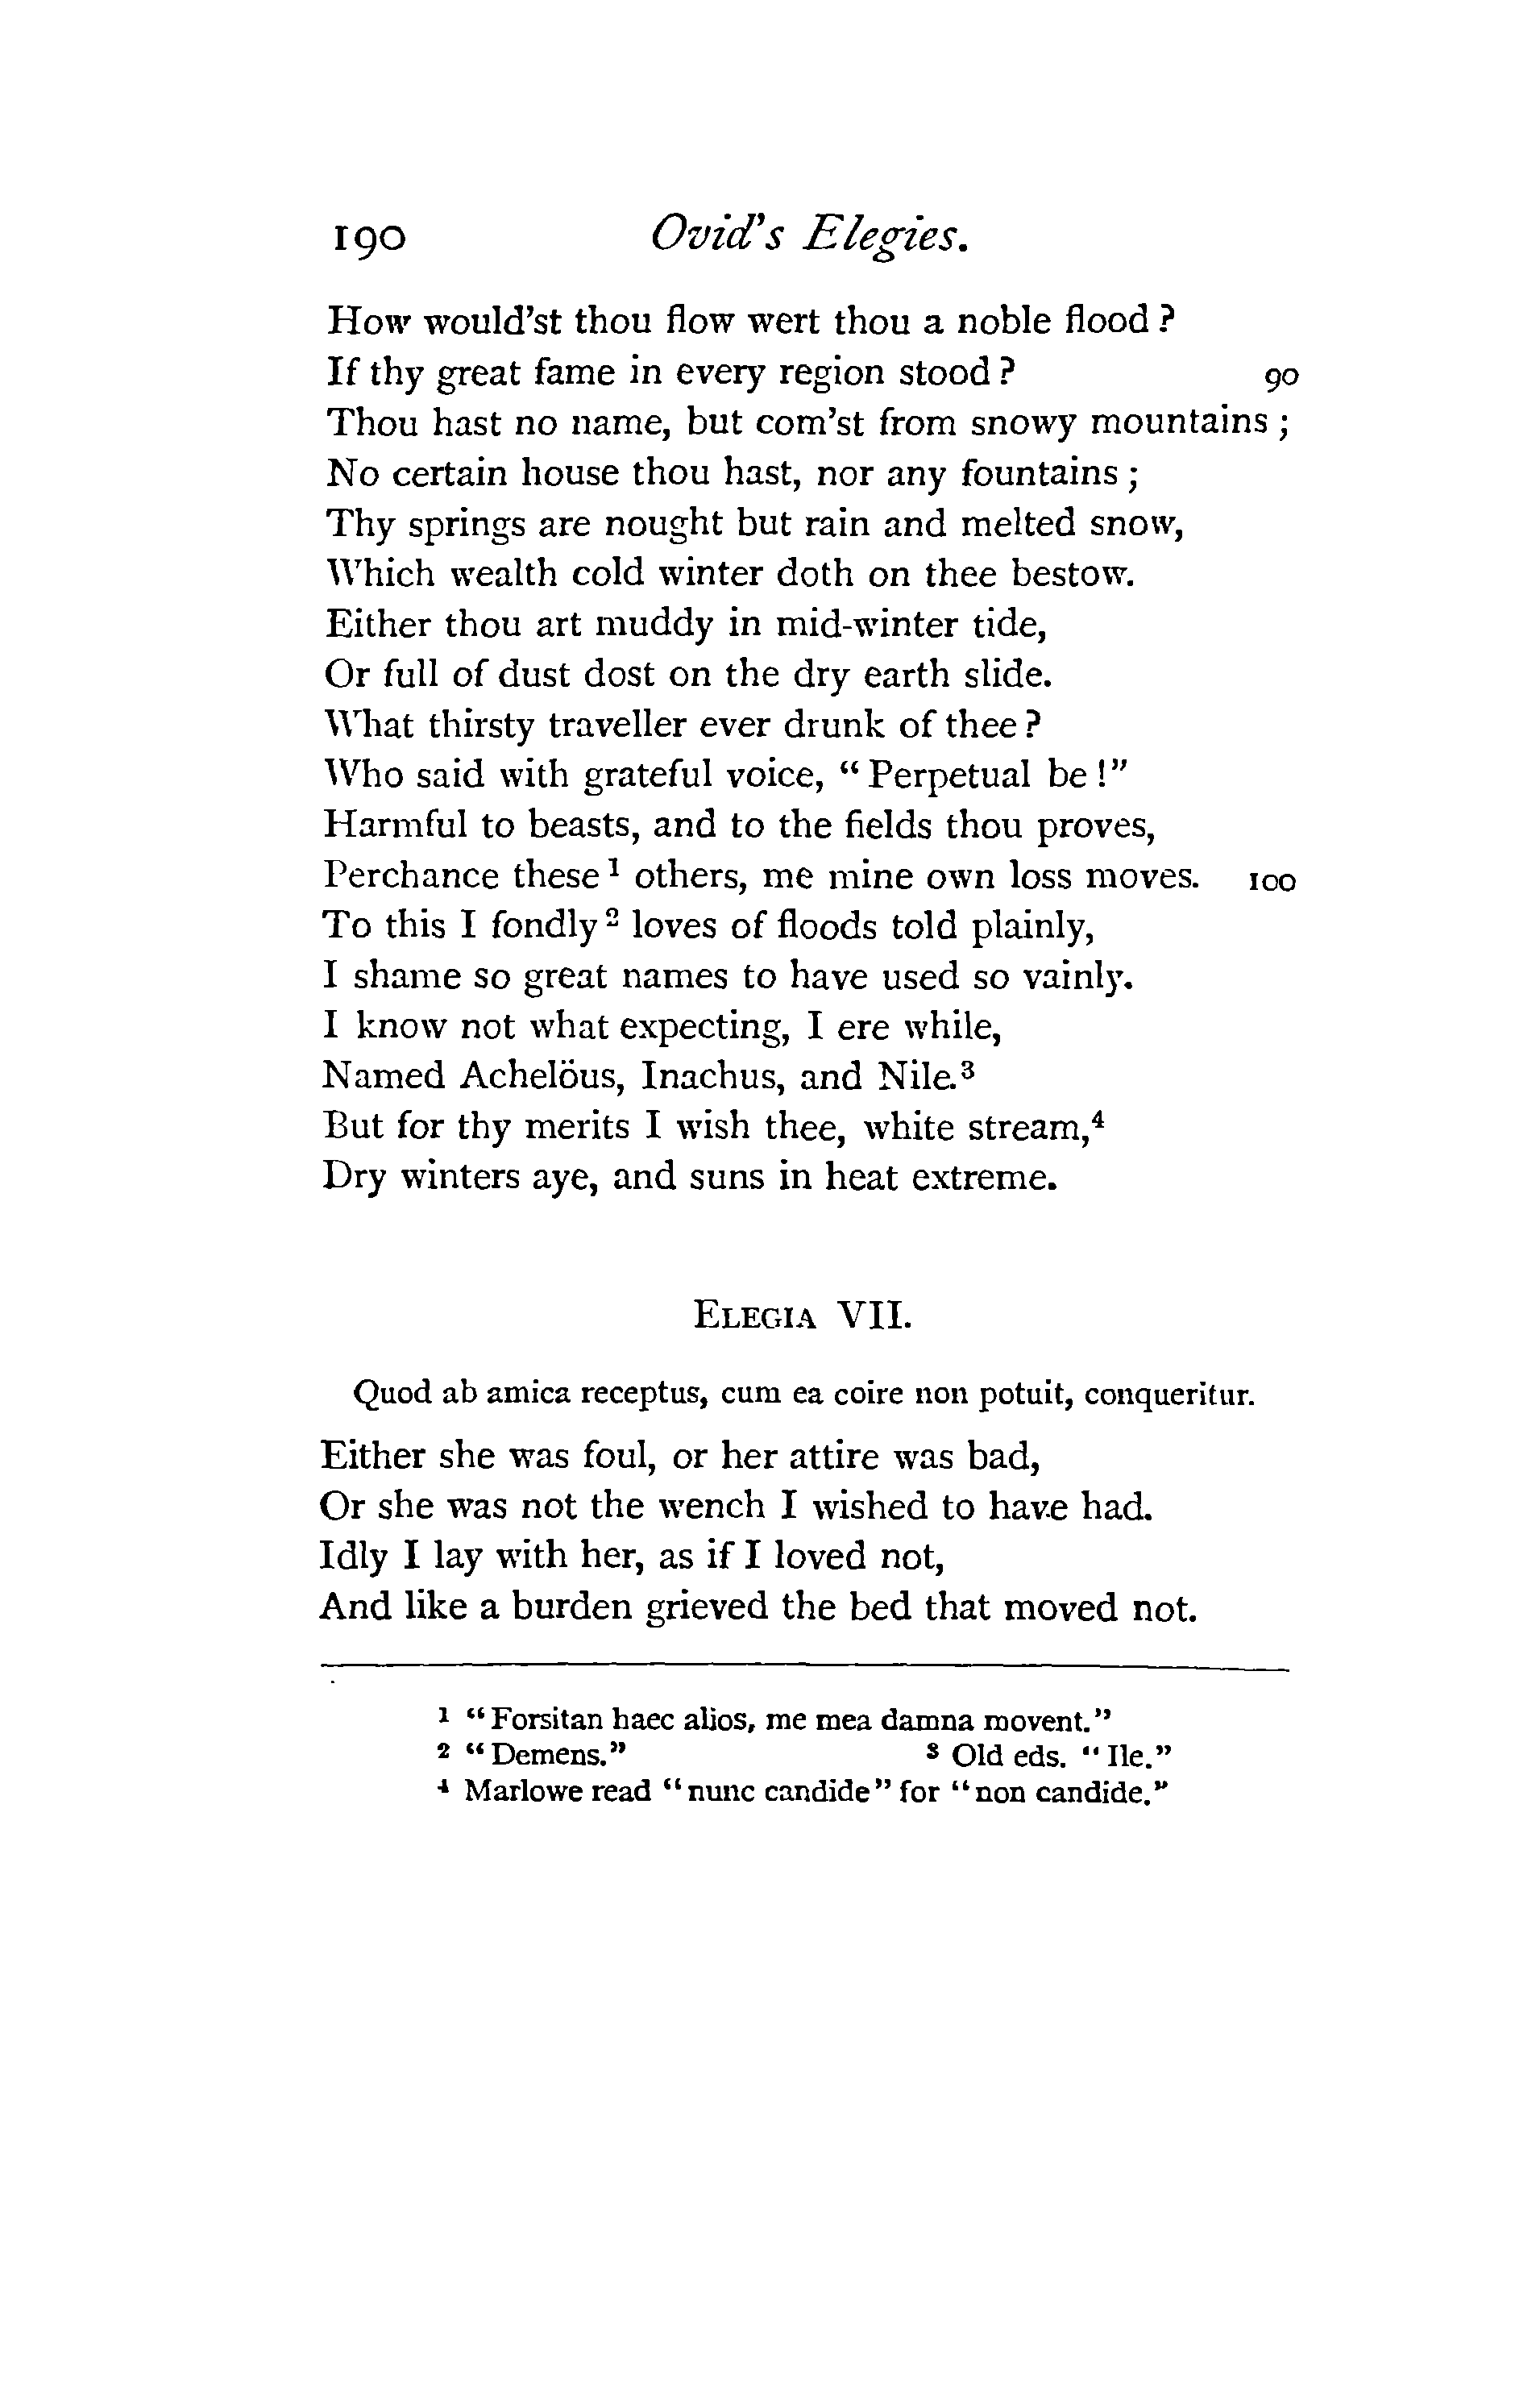 190 Ovid's Elegies.
How would'st thou flow wert thou a noble flood ?
If thy great fame in every region stood ? 90
Thou hast no name, but com'st from snowy mountains ;
No certain house thou hast, nor any fountains ;
Thy springs are nought but rain and melted snow,
Which wealth cold winter doth on thee bestow.
Either thou art muddy in mid-winter tide,
Or full of dust dost on the dry earth slide.
What thirsty traveller ever drunk of thee ?
Who said with grateful voice, “ Perpetual be !”
Harmful to beasts, and to the fields thou proves,
Perchance these ¹ others, me mine own loss moves. 100
To this I fondly ² loves of floods told plainly,
I shame so great names to have used so vainly.
I know not what expecting, I ere while,
Named Achelöus, Inachus, and Nile.³
But for thy merits I wish thee, white stream,⁴
Dry winters aye, and suns in heat extreme.
ELEGIA VII.
Quod ab amica receptus, cum ea coire non potuit, conqueritur.
Either she was foul, or her attire was bad,
Or she was not the wench I wished to have had.
Idly I lay with her, as if I loved not,
And like a burden grieved the bed that moved not.
¹ “ Forsitan haec alios, me mea damna movent.”
² “ Demens.” ³ Old eds. “ Ile.”
⁴ Marlowe read “ nunc candide” for “ non candide.”